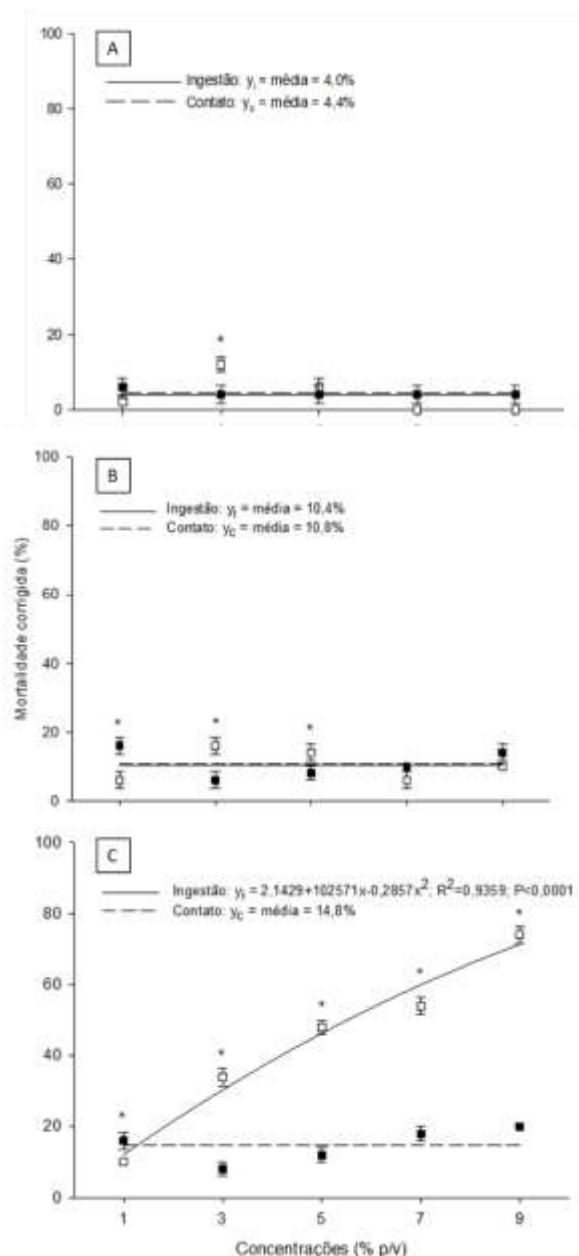 A
Ingestão: yᵢ = média = 4,0%
Contato: y꜀ = média = 4,4%
100
80
60
40
20
0
*
B
Ingestão: yᵢ = média = 10,4%
Contato: y꜀ = média = 10,8%
100
80
60
40
20
0
* * *
Mortalidade corrigida (%)
C
Ingestão: yᵢ = 2,1429+102571x-0,2857x²; R²=0,9359; P<0,0001
Contato: y꜀ = média = 14,8%
100
80
60
40
20
0
* * * * *
1 3 5 7 9
Concentrações (% p/v)